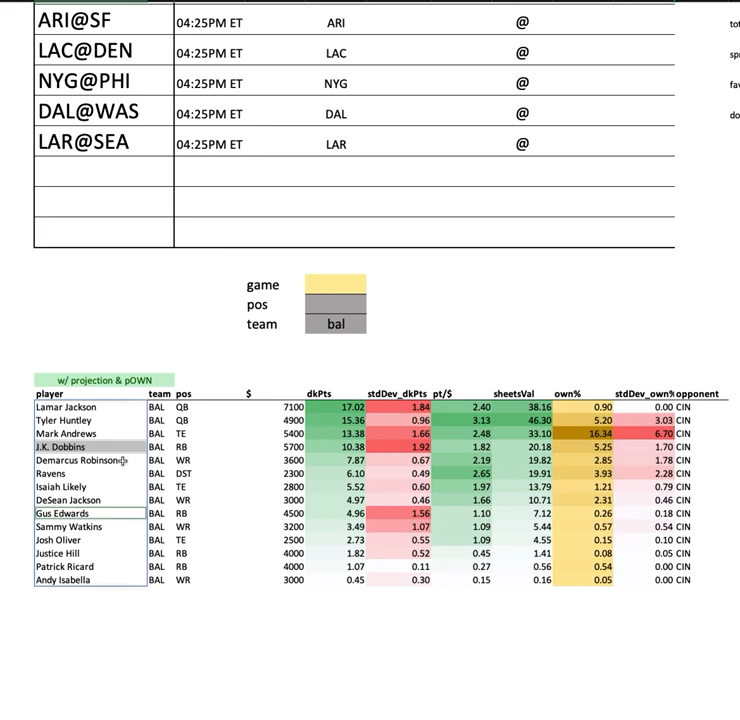 ARI@SF 04:25PM ET ARI @ tot
LAC@DEN 04:25PM ET LAC @ spr
NYG@PHI 04:25PM ET NYG @ fav
DAL@WAS 04:25PM ET DAL @ do
LAR@SEA 04:25PM ET LAR @
game
pos
team bal
w/ projection & pOWN
player team pos $ dkPts stdDev_dkPts pt/$ sheetsVal own% stdDev_own% opponent
Lamar Jackson BAL QB 7100 17.02 1.84 2.40 38.16 0.90 0.00 CIN
Tyler Huntley BAL QB 4900 15.36 0.96 3.13 46.30 5.20 3.03 CIN
Mark Andrews BAL TE 5400 13.38 1.66 2.48 33.10 16.34 6.70 CIN
J.K. Dobbins BAL RB 5700 10.38 1.92 1.82 20.18 5.25 1.70 CIN
Demarcus Robinson BAL WR 3600 7.87 0.67 2.19 19.82 2.85 1.78 CIN
Ravens BAL DST 2300 6.10 0.49 2.65 19.91 3.93 2.28 CIN
Isaiah Likely BAL TE 2800 5.52 0.60 1.97 13.79 1.21 0.79 CIN
DeSean Jackson BAL WR 3000 4.97 0.46 1.66 10.71 2.31 0.46 CIN
Gus Edwards BAL RB 4500 4.96 1.56 1.10 7.12 0.26 0.18 CIN
Sammy Watkins BAL WR 3200 3.49 1.07 1.09 5.44 0.57 0.54 CIN
Josh Oliver BAL TE 2500 2.73 0.55 1.09 4.55 0.15 0.10 CIN
Justice Hill BAL RB 4000 1.82 0.52 0.45 1.41 0.08 0.05 CIN
Patrick Ricard BAL RB 4000 1.07 0.11 0.27 0.56 0.54 0.00 CIN
Andy Isabella BAL WR 3000 0.45 0.30 0.15 0.16 0.05 0.00 CIN